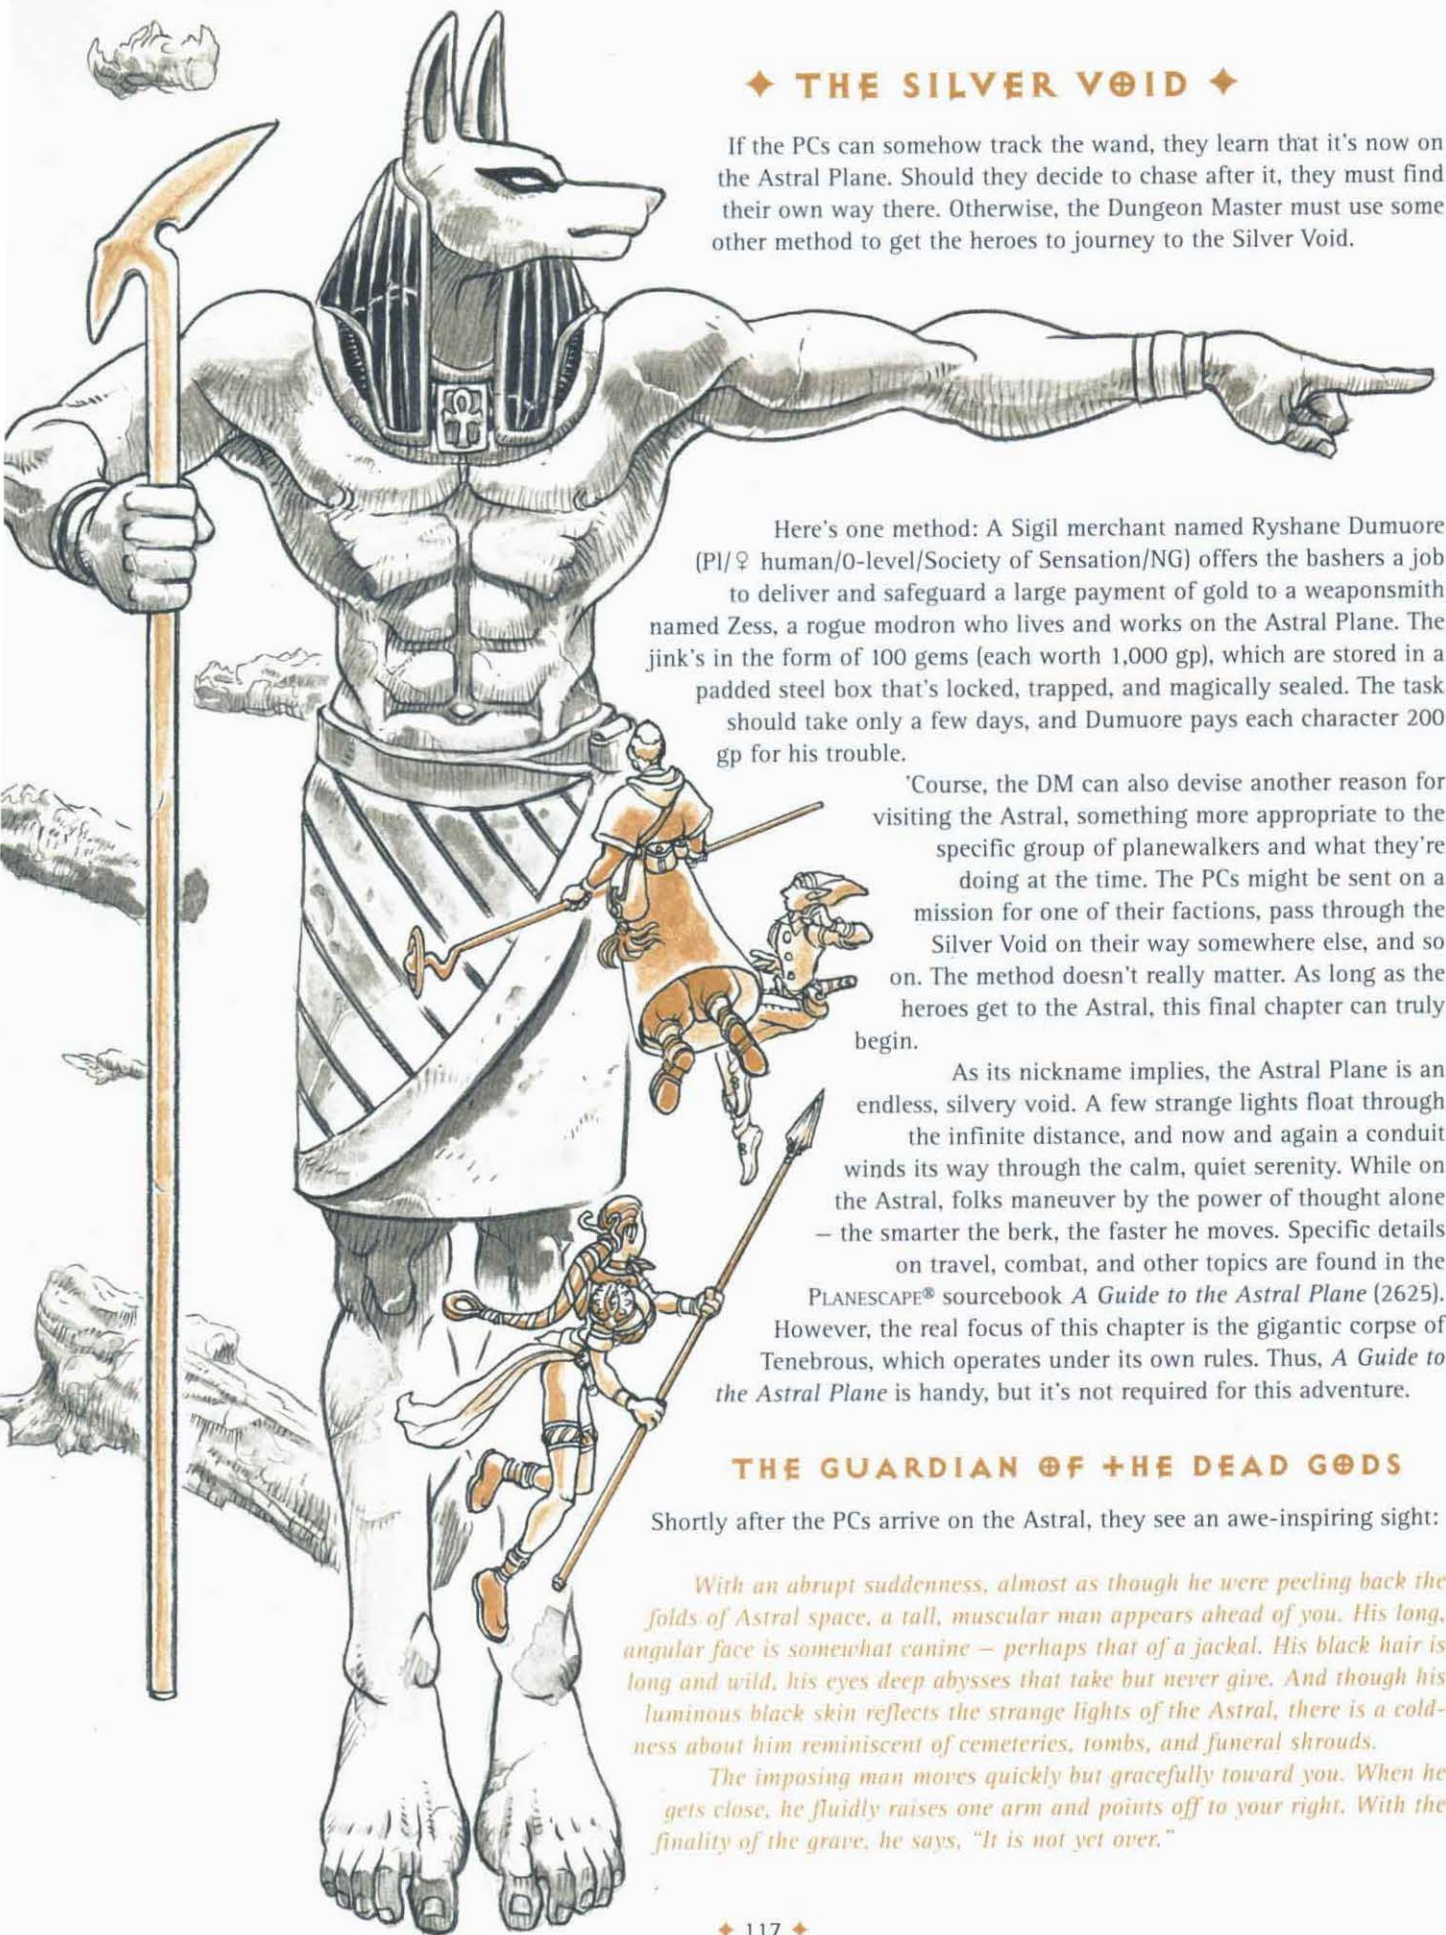 THE SILVER VOID
If the PCs can somehow track the wand, they learn that it's now on
the Astral Plane. Should they decide to chase after it, they must find
their own way there. Otherwise, the Dungeon Master must use some
other method to get the heroes to journey to the Silver Void.
Here's one method: A Sigil merchant named Ryshane Dumuore
(Pl/♀ human/0-level/Society of Sensation/NG) offers the bashers a job
to deliver and safeguard a large payment of gold to a weaponsmith
named Zess, a rogue modron who lives and works on the Astral Plane. The
jink's in the form of 100 gems (each worth 1,000 gp), which are stored in a
padded steel box that's locked, trapped, and magically sealed. The task
should take only a few days, and Dumuore pays each character 200
gp for his trouble.
'Course, the DM can also devise another reason for
visiting the Astral, something more appropriate to the
specific group of planewalkers and what they're
doing at the time. The PCs might be sent on a
mission for one of their factions, pass through the
Silver Void on their way somewhere else, and so
on. The method doesn't really matter. As long as the
heroes get to the Astral, this final chapter can truly
begin.
As its nickname implies, the Astral Plane is an
endless, silvery void. A few strange lights float through
the infinite distance, and now and again a conduit
winds its way through the calm, quiet serenity. While on
the Astral, folks maneuver by the power of thought alone
– the smarter the berk, the faster he moves. Specific details
on travel, combat, and other topics are found in the
PLANESCAPE® sourcebook A Guide to the Astral Plane (2625).
However, the real focus of this chapter is the gigantic corpse of
Tenebrous, which operates under its own rules. Thus, A Guide to
the Astral Plane is handy, but it's not required for this adventure.
THE GUARDIAN OF THE DEAD GODS
Shortly after the PCs arrive on the Astral, they see an awe-inspiring sight:
With an abrupt suddenness, almost as though he were peeling back the
folds of Astral space, a tall, muscular man appears ahead of you. His long,
angular face is somewhat canine – perhaps that of a jackal. His black hair is
long and wild, his eyes deep abysses that take but never give. And though his
luminous black skin reflects the strange lights of the Astral, there is a cold-
ness about him reminiscent of cemeteries, tombs, and funeral shrouds.
The imposing man moves quickly but gracefully toward you. When he
gets close, he fluidly raises one arm and points off to your right. With the
finality of the grave, he says, "It is not yet over."
117